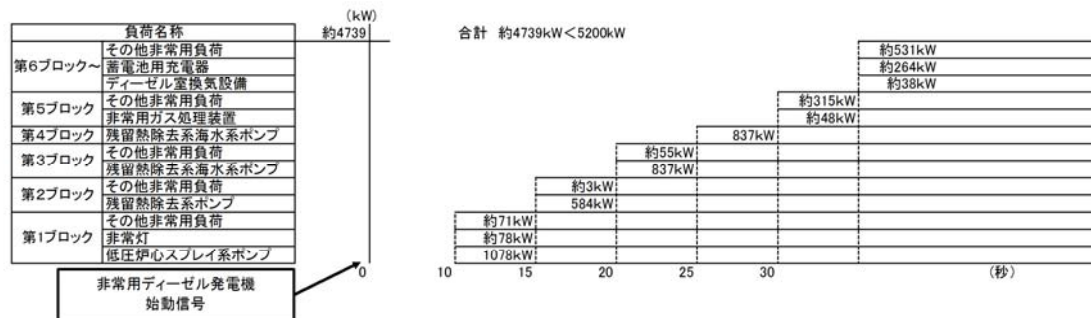 (kW)
負荷名称 約4739 合計 約4739kW<5200kW
第6ブロック~ その他非常用負荷 約531kW
蓄電池用充電器 約264kW
ディーゼル室換気設備 約38kW
第5ブロック その他非常用負荷 約315kW
非常用ガス処理装置 約48kW
第4ブロック 残留熱除去系海水系ポンプ 837kW
第3ブロック その他非常用負荷 約55kW
残留熱除去系海水系ポンプ 837kW
第2ブロック その他非常用負荷 約3kW
残留熱除去系ポンプ 584kW
第1ブロック その他非常用負荷 約71kW
非常灯 約78kW
低圧炉心スプレイ系ポンプ 1078kW
0 10 15 20 25 30 (秒)
非常用ディーゼル発電機
始動信号